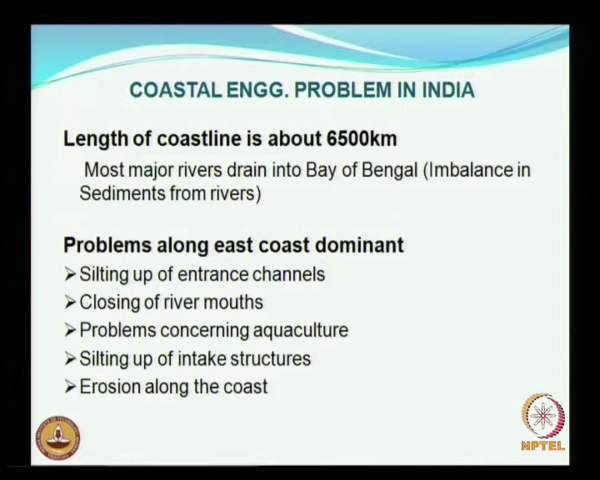 COASTAL ENGG. PROBLEM IN INDIA
Length of coastline is about 6500km
Most major rivers drain into Bay of Bengal (Imbalance in
Sediments from rivers)
Problems along east coast dominant
➢Silting up of entrance channels
➢Closing of river mouths
➢Problems concerning aquaculture
➢Silting up of intake structures
➢Erosion along the coast
NPTEL